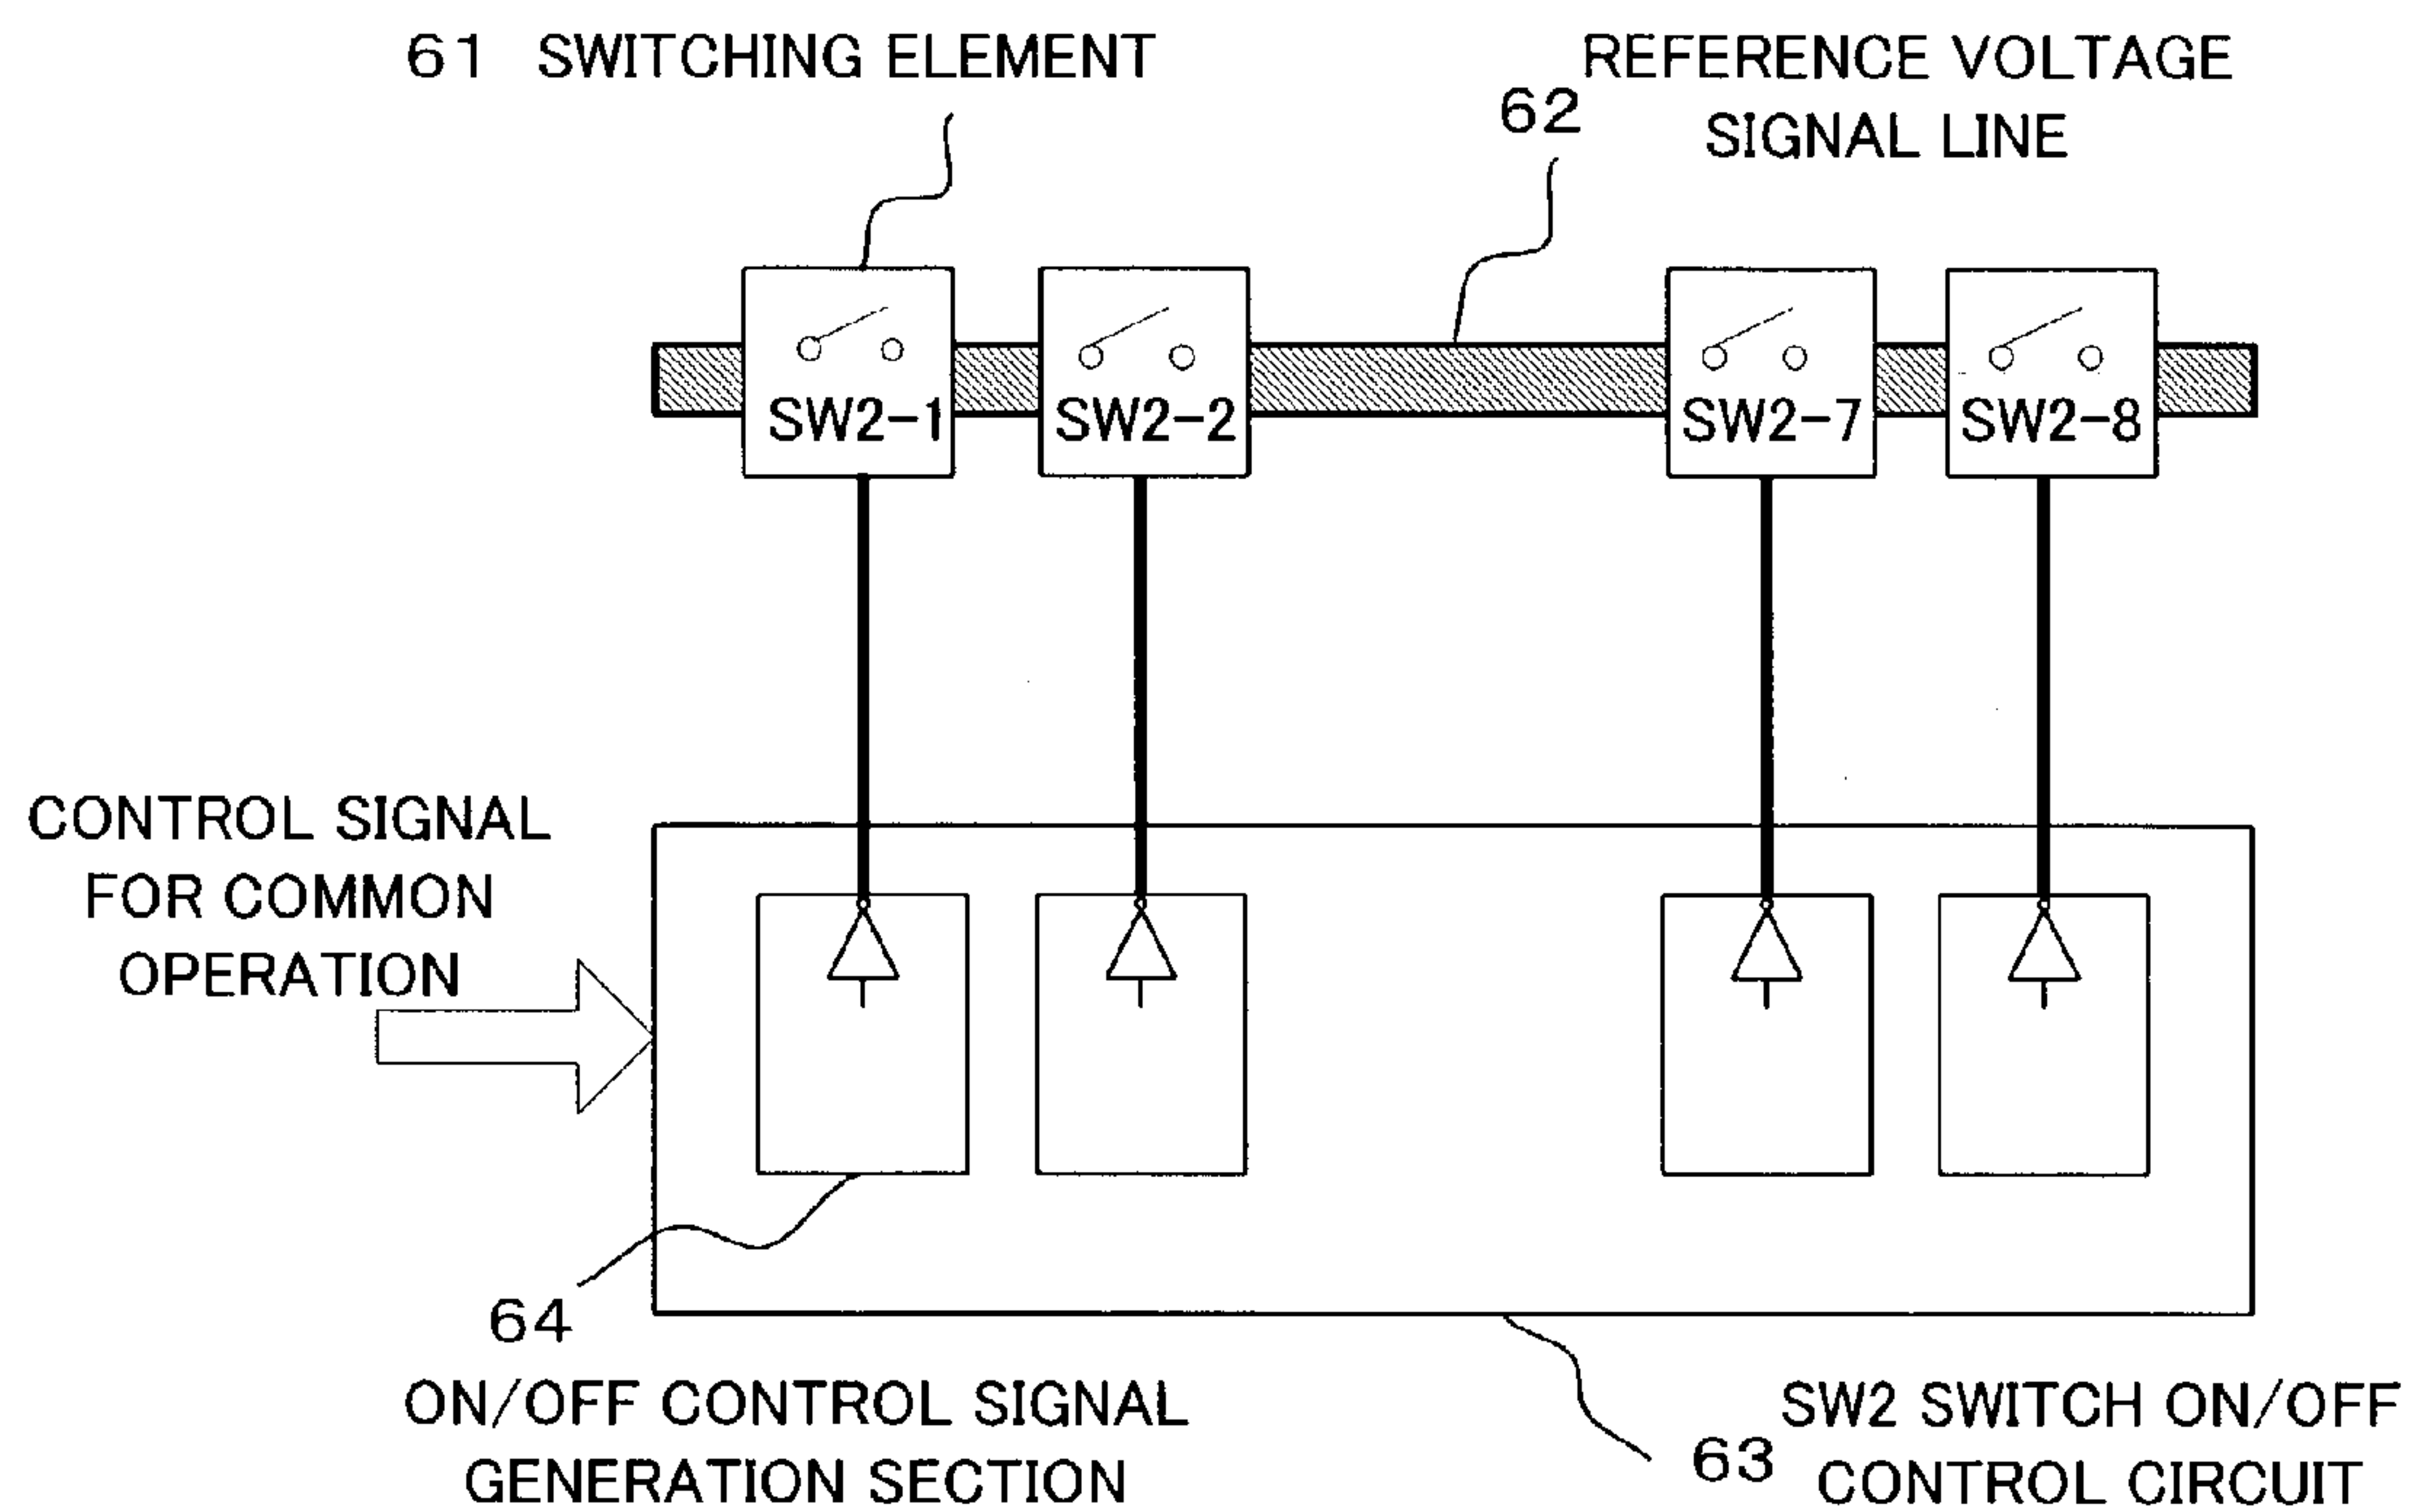 61 SWITCHING ELEMENT
REFERENCE VOLTAGE
62
SIGNAL LINE
SW2-1
SW2-2
SW2-7
SW2-8
CONTROL SIGNAL
FOR COMMON
OPERATION
64
ON/OFF CONTROL SIGNAL
GENERATION SECTION
SW2 SWITCH ON/OFF
63 CONTROL CIRCUIT